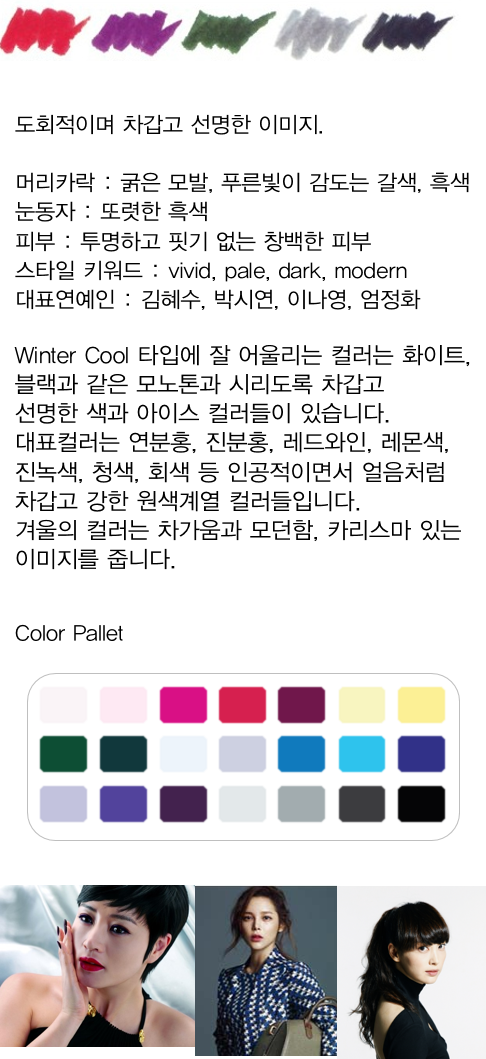 도회적이며 차갑고 선명한 이미지.
머리카락 : 굵은 모발, 푸른빛이 감도는 갈색, 흑색
눈동자 : 또렷한 흑색
피부 : 투명하고 핏기 없는 창백한 피부
스타일 키워드 : vivid, pale, dark, modern
대표연예인 : 김혜수, 박시연, 이나영, 엄정화
Winter Cool 타입에 잘 어울리는 컬러는 화이트,
블랙과 같은 모노톤과 시리도록 차갑고
선명한 색과 아이스 컬러들이 있습니다.
대표컬러는 연분홍, 진분홍, 레드와인, 레몬색,
진녹색, 청색, 회색 등 인공적이면서 얼음처럼
차갑고 강한 원색계열 컬러들입니다.
겨울의 컬러는 차가움과 모던함, 카리스마 있는
이미지를 줍니다.
Color Pallet